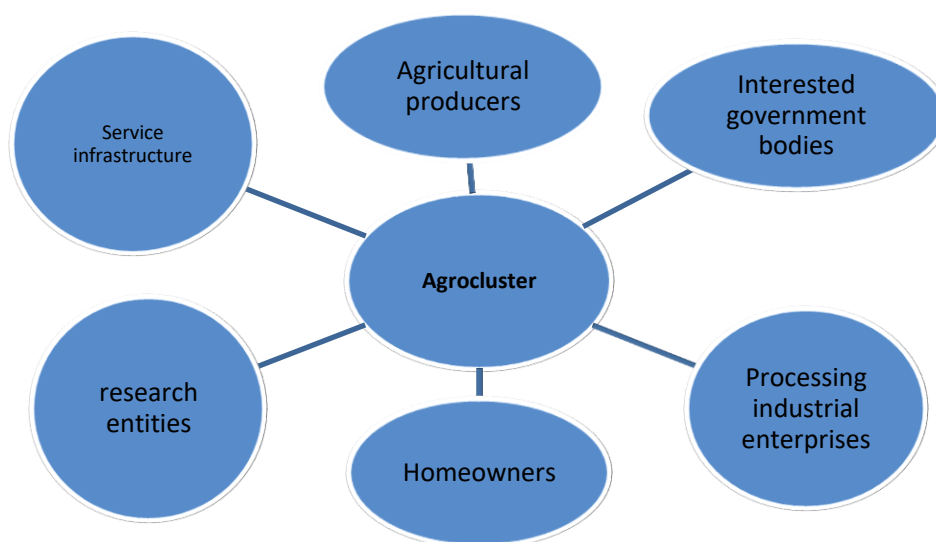 Agricultural
producers
Interested
government
bodies
Service
infrastructure
Agrocluster
research
entities
Processing
industrial
enterprises
Homeowners